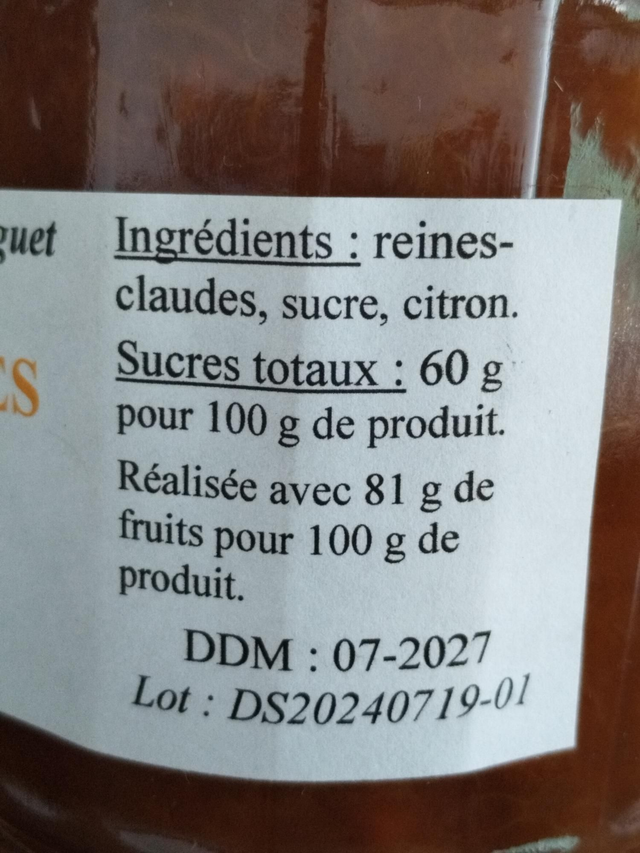 Ingrédients : reines-
claudes, sucre, citron.
Sucres totaux : 60 g
pour 100 g de produit.
Réalisée avec 81 g de
fruits pour 100 g de
produit.
DDM : 07-2027
Lot : DS20240719-01